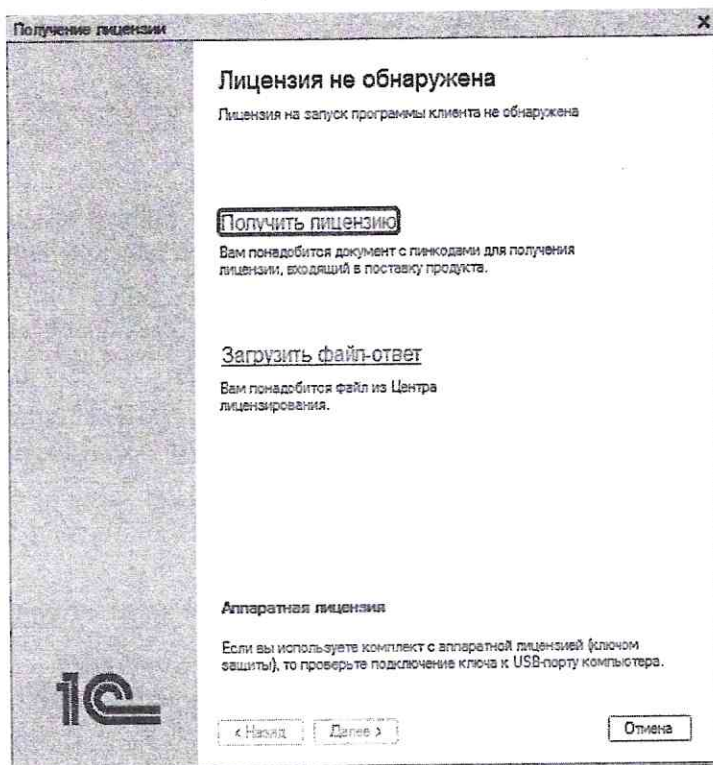 Получение лицензии
Лицензия не обнаружена
Лицензия на запуск программы клиента не обнаружена
Получить лицензию
Вам понадобится документ с пинкодами для получения
лицензии, входящий в поставку продукта.
Загрузить файл-ответ
Вам понадобится файл из Центра
лицензирования.
Аппаратная лицензия
Если вы используете комплект с аппаратной лицензией (ключом
защиты), то проверьте подключение ключа к USB-порту компьютера.
1С
< Назад Далее > Отмена